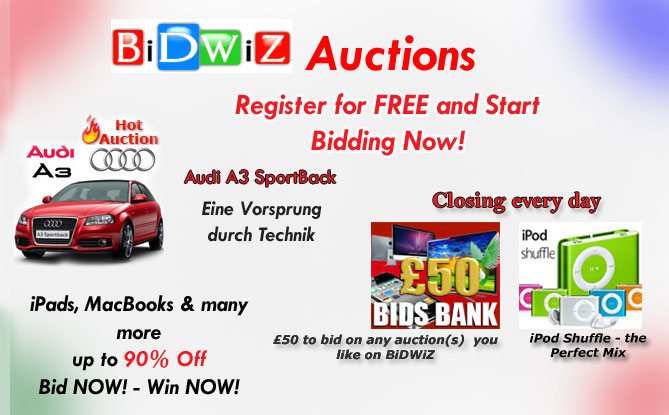 BiDWiZ Auctions
Register for FREE and Start
Bidding Now!
Hot
Auction
Audi
A3
A3 Sportback
Audi A3 SportBack
Eine Vorsprung
durch Technik
Closing every day
£50
BIDS BANK
£50 to bid on any auction(s) you
like on BiDWiZ
iPod
shuffle
iPod Shuffle - the
Perfect Mix
iPads, MacBooks & many
more
up to 90% Off
Bid NOW! - Win NOW!